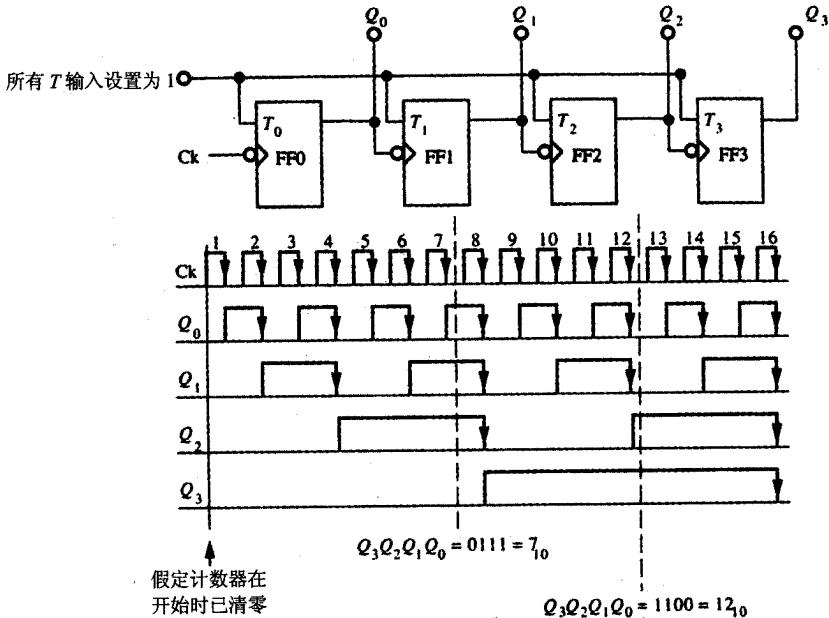 Q₀ Q₁ Q₂ Q₃
所有 T 输入设置为 1
T₀ T₁ T₂ T₃
Ck FF0 FF1 FF2 FF3
1 2 3 4 5 6 7 8 9 10 11 12 13 14 15 16
Ck
Q₀
Q₁
Q₂
Q₃
Q₃Q₂Q₁Q₀ = 0111 = 7₁₀
假定计数器在
开始时已清零
Q₃Q₂Q₁Q₀ = 1100 = 12₁₀